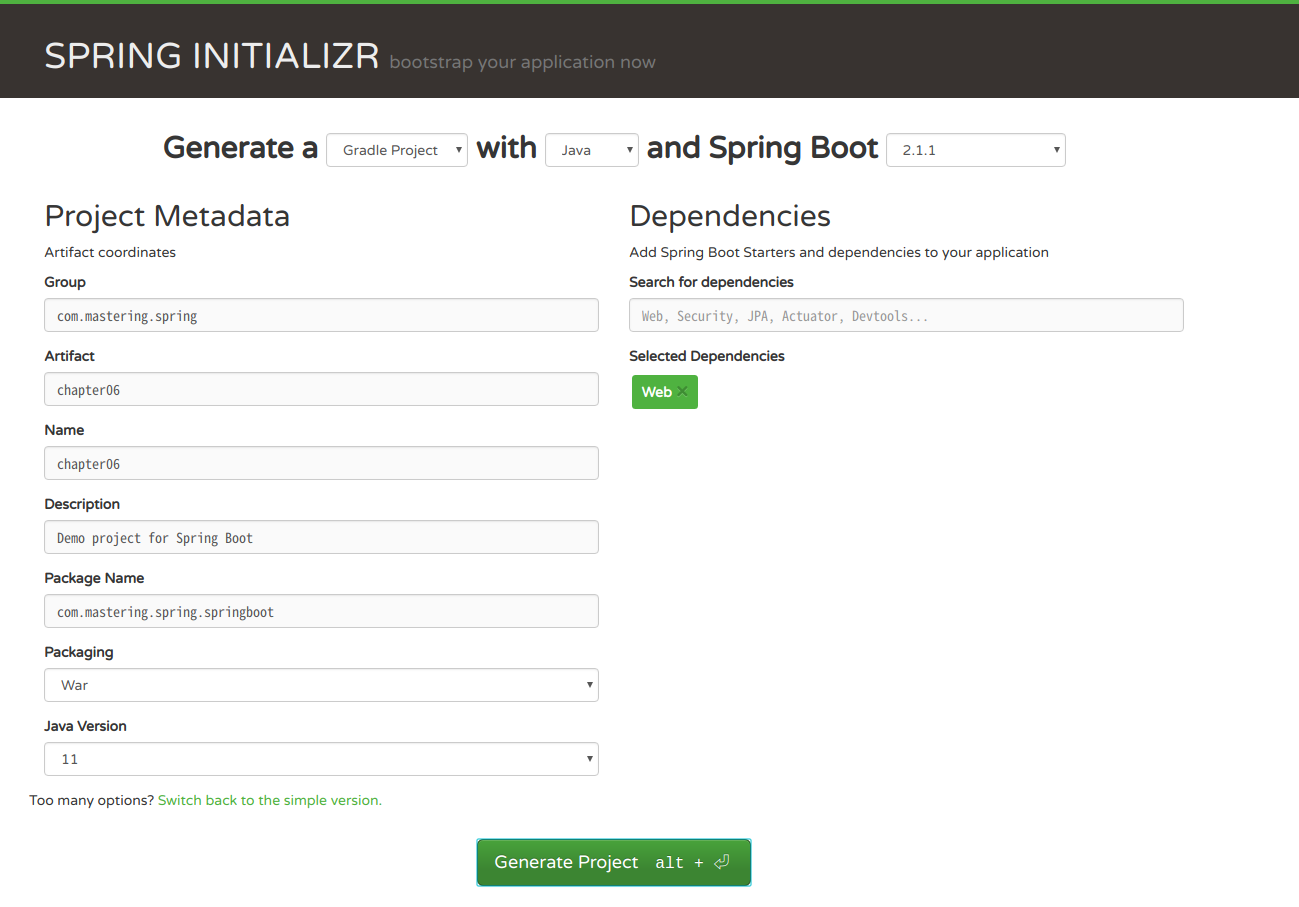 SPRING INITIALIZR bootstrap your application now
Generate a Gradle Project with Java and Spring Boot 2.1.1
Project Metadata
Artifact coordinates
Group
com.mastering.spring
Artifact
chapter06
Name
chapter06
Description
Demo project for Spring Boot
Package Name
com.mastering.spring.springboot
Packaging
War
Java Version
11
Too many options? Switch back to the simple version.
Dependencies
Add Spring Boot Starters and dependencies to your application
Search for dependencies
Web, Security, JPA, Actuator, Devtools...
Selected Dependencies
Web ×
Generate Project alt + ⏎